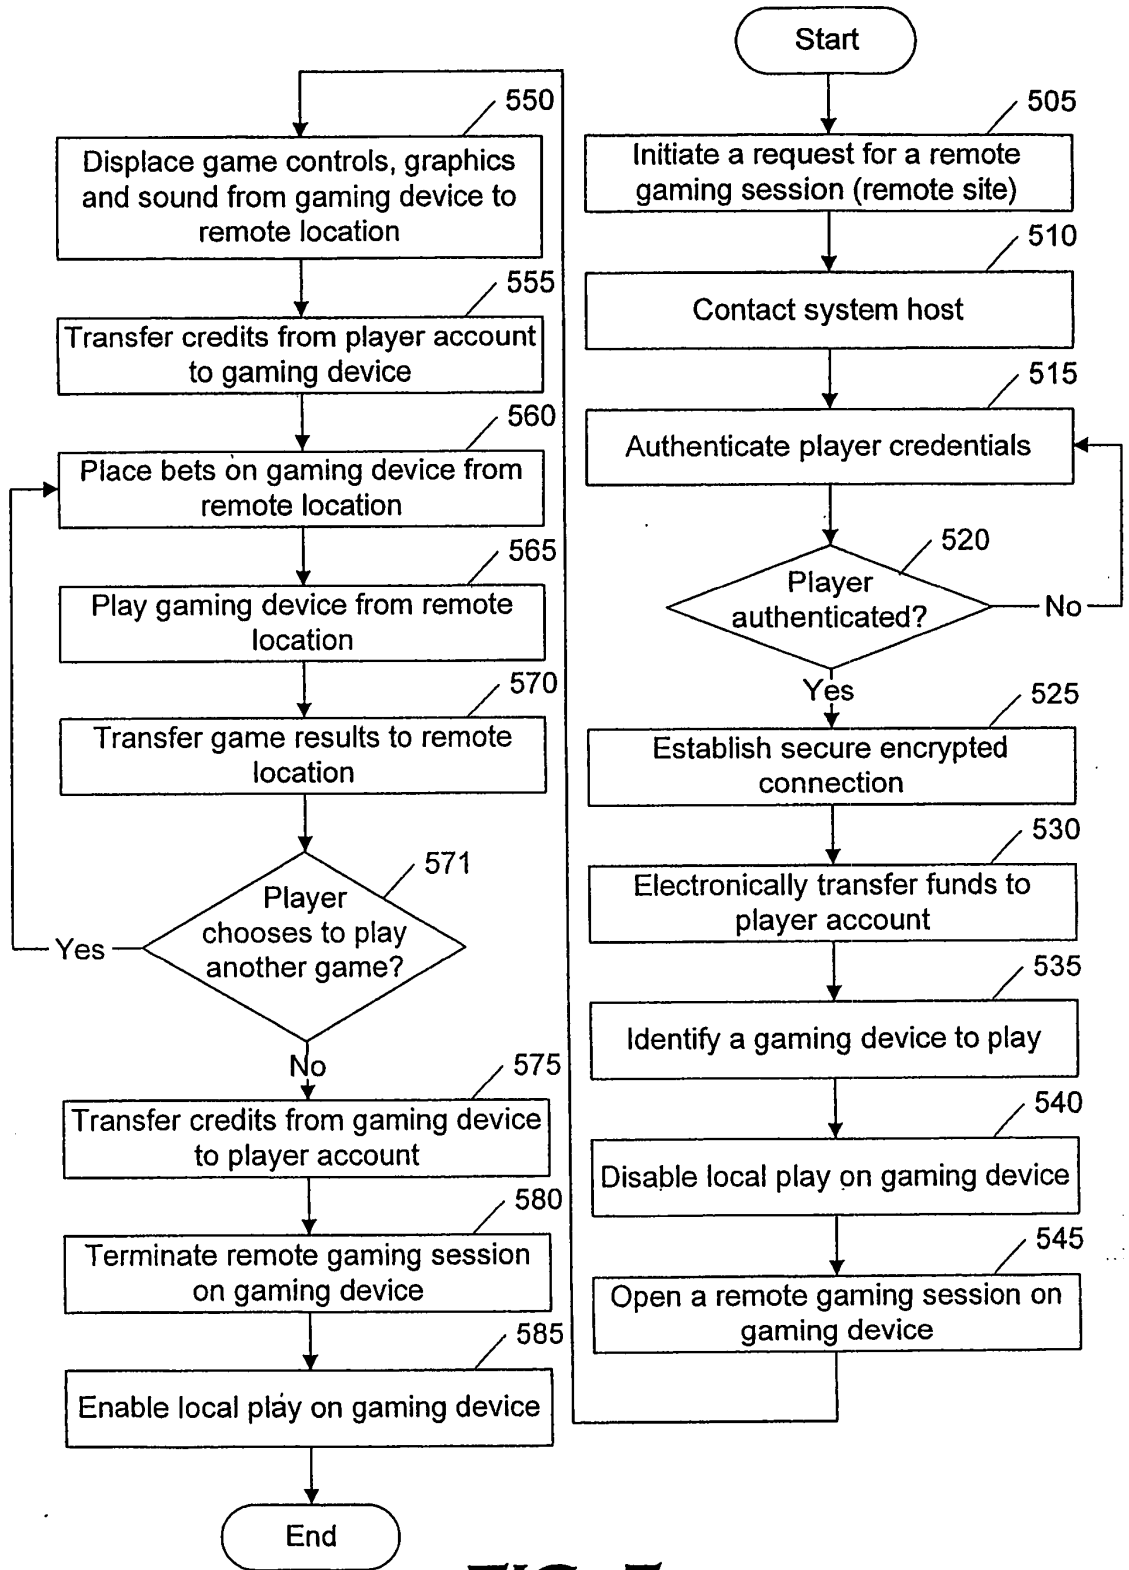 Start
505
Initiate a request for a remote
gaming session (remote site)
510
Contact system host
515
Authenticate player credentials
520
Player
authenticated?
No
Yes
525
Establish secure encrypted
connection
530
Electronically transfer funds to
player account
535
Identify a gaming device to play
540
Disable local play on gaming device
545
Open a remote gaming session on
gaming device
550
Displace game controls, graphics
and sound from gaming device to
remote location
555
Transfer credits from player account
to gaming device
560
Place bets on gaming device from
remote location
565
Play gaming device from remote
location
570
Transfer game results to remote
location
571
Player
chooses to play
another game?
Yes
No
575
Transfer credits from gaming device
to player account
580
Terminate remote gaming session
on gaming device
585
Enable local play on gaming device
End